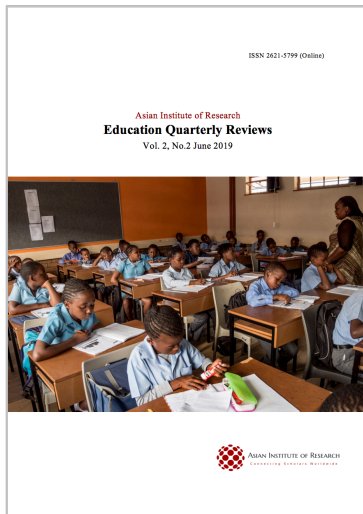 ISSN 2621-5799 (Online)
Asian Institute of Research
Education Quarterly Reviews
Vol. 2, No.2 June 2019
ASIAN INSTITUTE OF RESEARCH
Connecting Scholars Worldwide